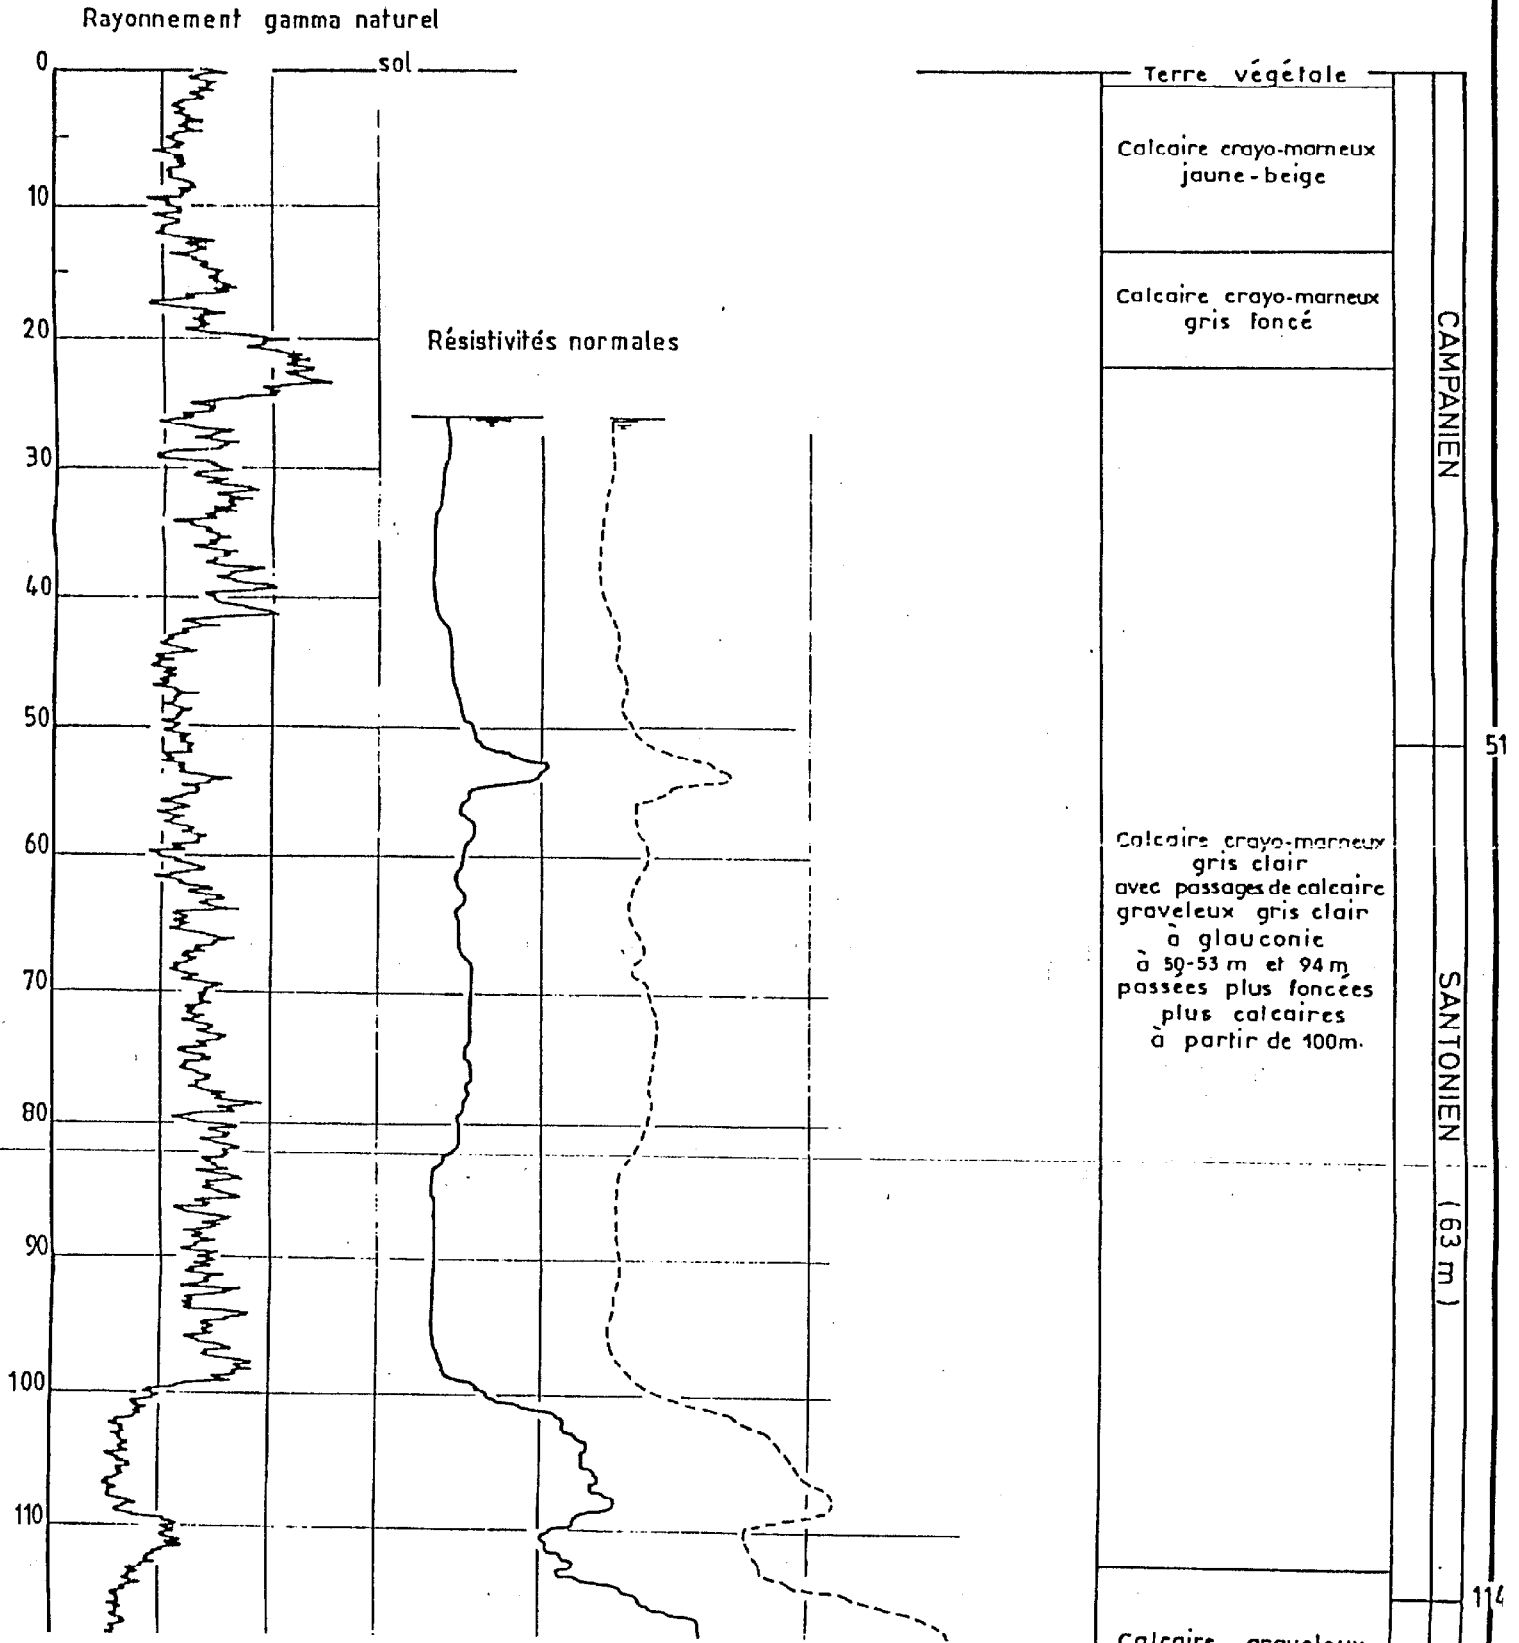 Rayonnement gamma naturel
sol
0
10
20
30
40
50
60
70
80
90
100
110
Résistivités normales
Terre végétale
Calcaire crayo-marneux
jaune-beige
Calcaire crayo-marneux
gris foncé
Calcaire crayo-marneux
gris clair
avec passages de calcaire
graveleux gris clair
à glauconie
à 50-53 m et 94 m
passées plus foncées
plus calcaires
à partir de 100m.
Calcaire graveleux
CAMPANIEN
51
SANTONIEN (63 m)
114